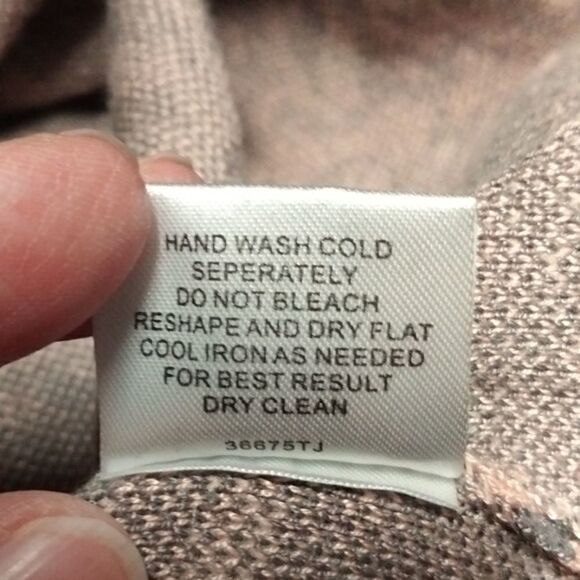 HAND WASH COLD
SEPERATELY
DO NOT BLEACH
RESHAPE AND DRY FLAT
COOL IRON AS NEEDED
FOR BEST RESULT
DRY CLEAN
36675TJ